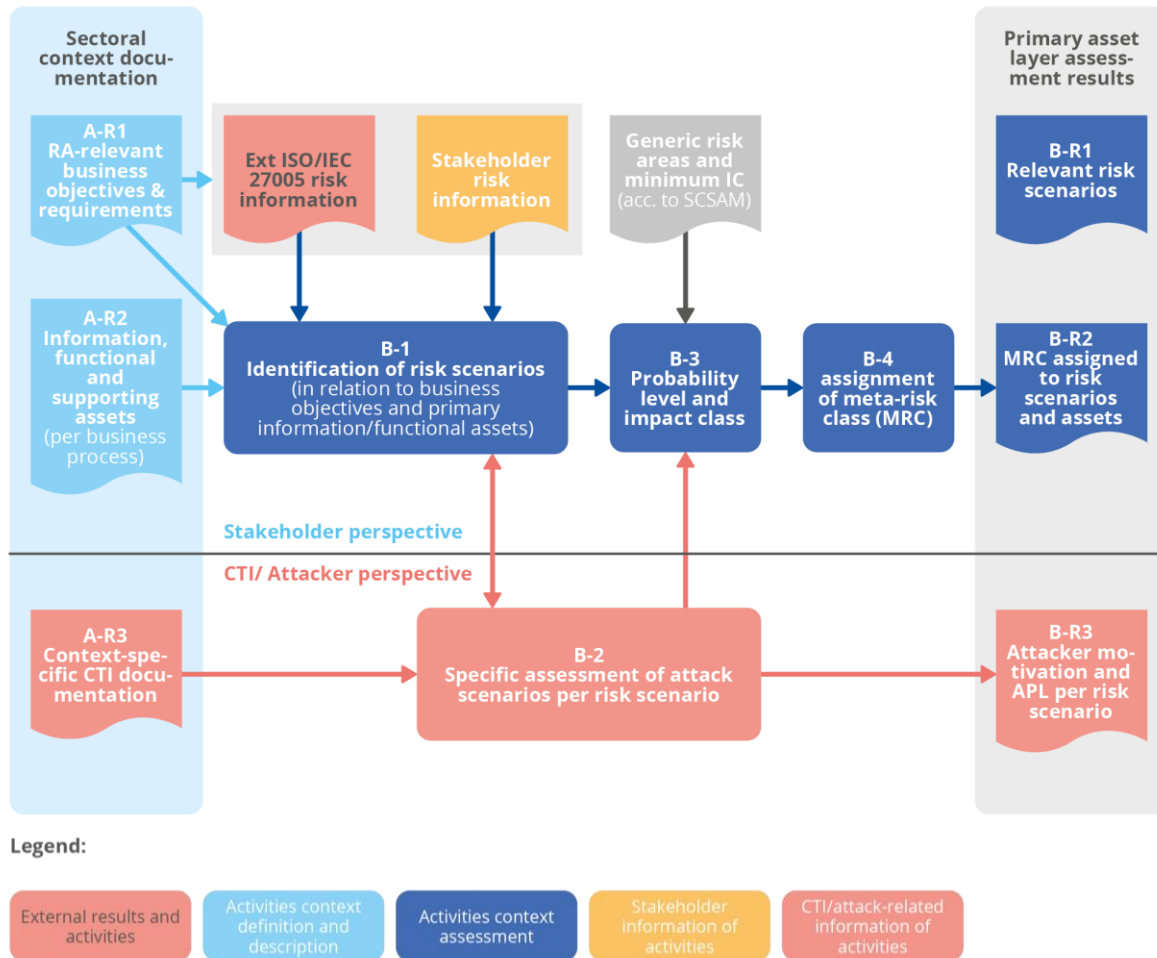 Sectoral
context docu-
mentation
Primary asset
layer assess-
ment results
A-R1
RA-relevant
business
objectives &
requirements
Ext ISO/IEC
27005 risk
information
Stakeholder
risk
information
Generic risk
areas and
minimum IC
(acc. to SCSAM)
B-R1
Relevant risk
scenarios
A-R2
Information,
functional
and
supporting
assets
(per business
process)
B-1
Identification of risk scenarios
(in relation to business
objectives and primary
information/functional assets)
B-3
Probability
level and
impact class
B-4
assignment
of meta-risk
class (MRC)
B-R2
MRC assigned
to risk
scenarios
and assets
Stakeholder perspective
CTI/ Attacker perspective
A-R3
Context-spe-
cific CTI docu-
mentation
B-2
Specific assessment of attack
scenarios per risk scenario
B-R3
Attacker mo-
tivation and
APL per risk
scenario
Legend:
External results and
activities
Activities context
definition and
description
Activities context
assessment
Stakeholder
information of
activities
CTI/attack-related
information of
activities